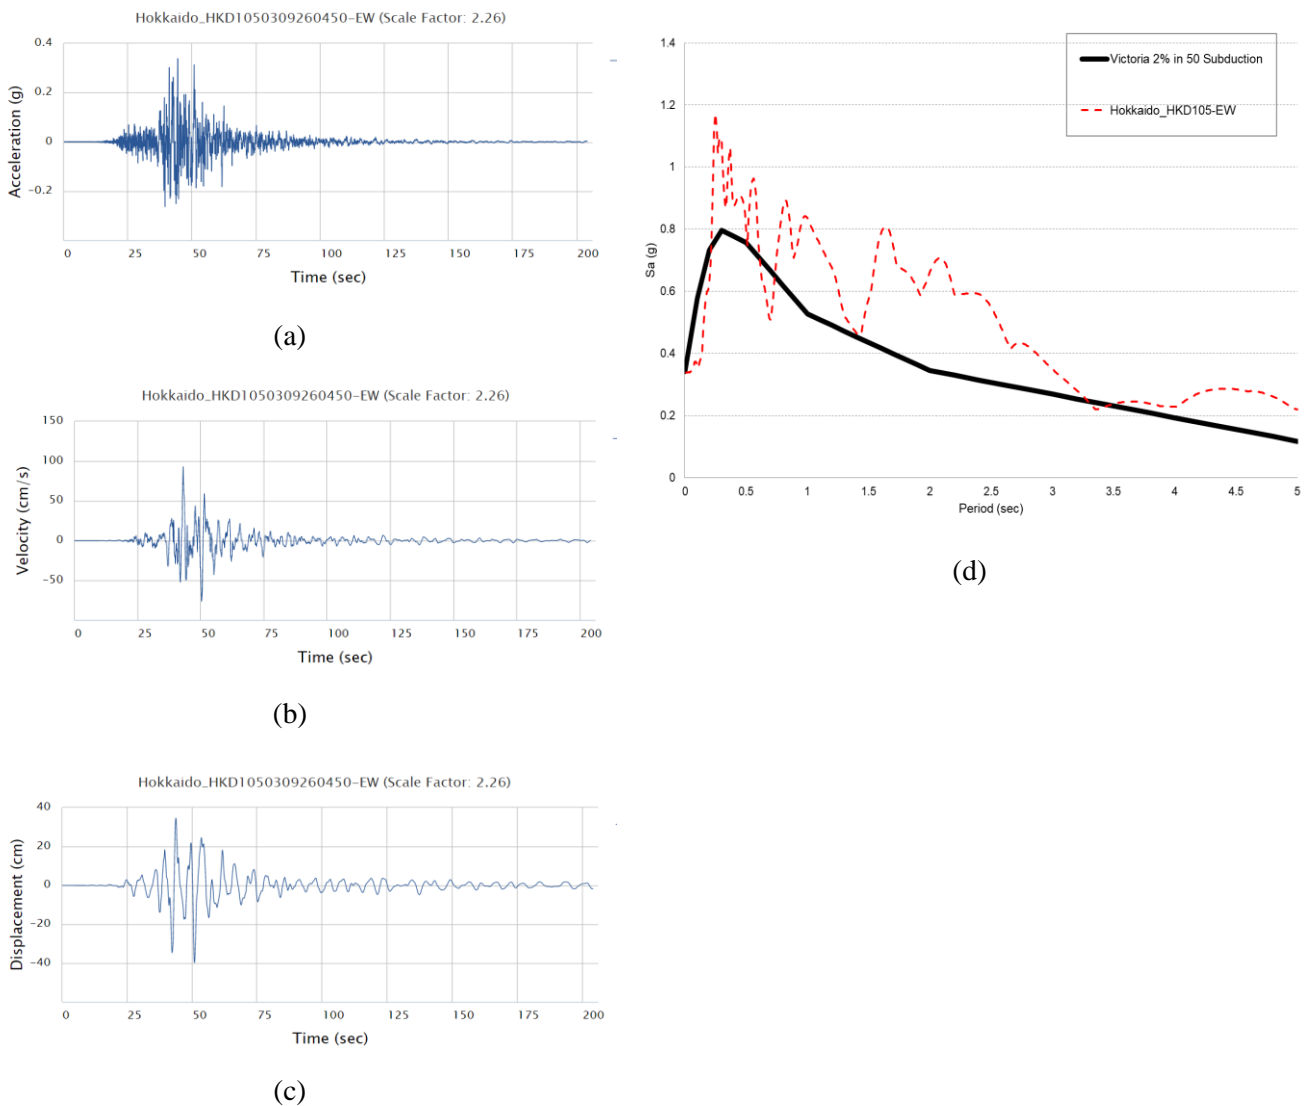 Hokkaido_HKD1050309260450-EW (Scale Factor: 2.26)
0.4
0.2
0
-0.2
Acceleration (g)
0 25 50 75 100 125 150 175 200
Time (sec)
(a)
Hokkaido_HKD1050309260450-EW (Scale Factor: 2.26)
150
100
50
0
-50
Velocity (cm/s)
0 25 50 75 100 125 150 175 200
Time (sec)
(b)
Hokkaido_HKD1050309260450-EW (Scale Factor: 2.26)
40
20
0
-20
-40
Displacement (cm)
0 25 50 75 100 125 150 175 200
Time (sec)
(c)
1.4
1.2
1
0.8
0.6
0.4
0.2
0
Sa (g)
Victoria 2% in 50 Subduction
Hokkaido_HKD105-EW
0 0.5 1 1.5 2 2.5 3 3.5 4 4.5 5
Period (sec)
(d)